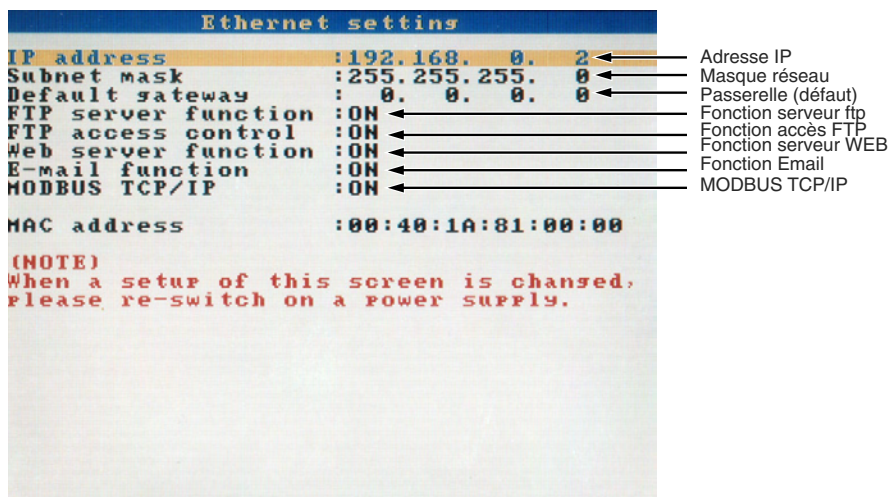 Ethernet setting
IP address :192.168. 0. 2 Adresse IP
Subnet mask :255.255.255. 0 Masque réseau
Default gateway : 0. 0. 0. 0 Passerelle (défaut)
FTP server function :ON Fonction serveur ftp
FTP access control :ON Fonction accès FTP
Web server function :ON Fonction serveur WEB
E-mail function :ON Fonction Email
MODBUS TCP/IP :ON MODBUS TCP/IP
MAC address :00:40:1A:81:00:00
(NOTE)
When a setup of this screen is changed,
please re-switch on a power supply.